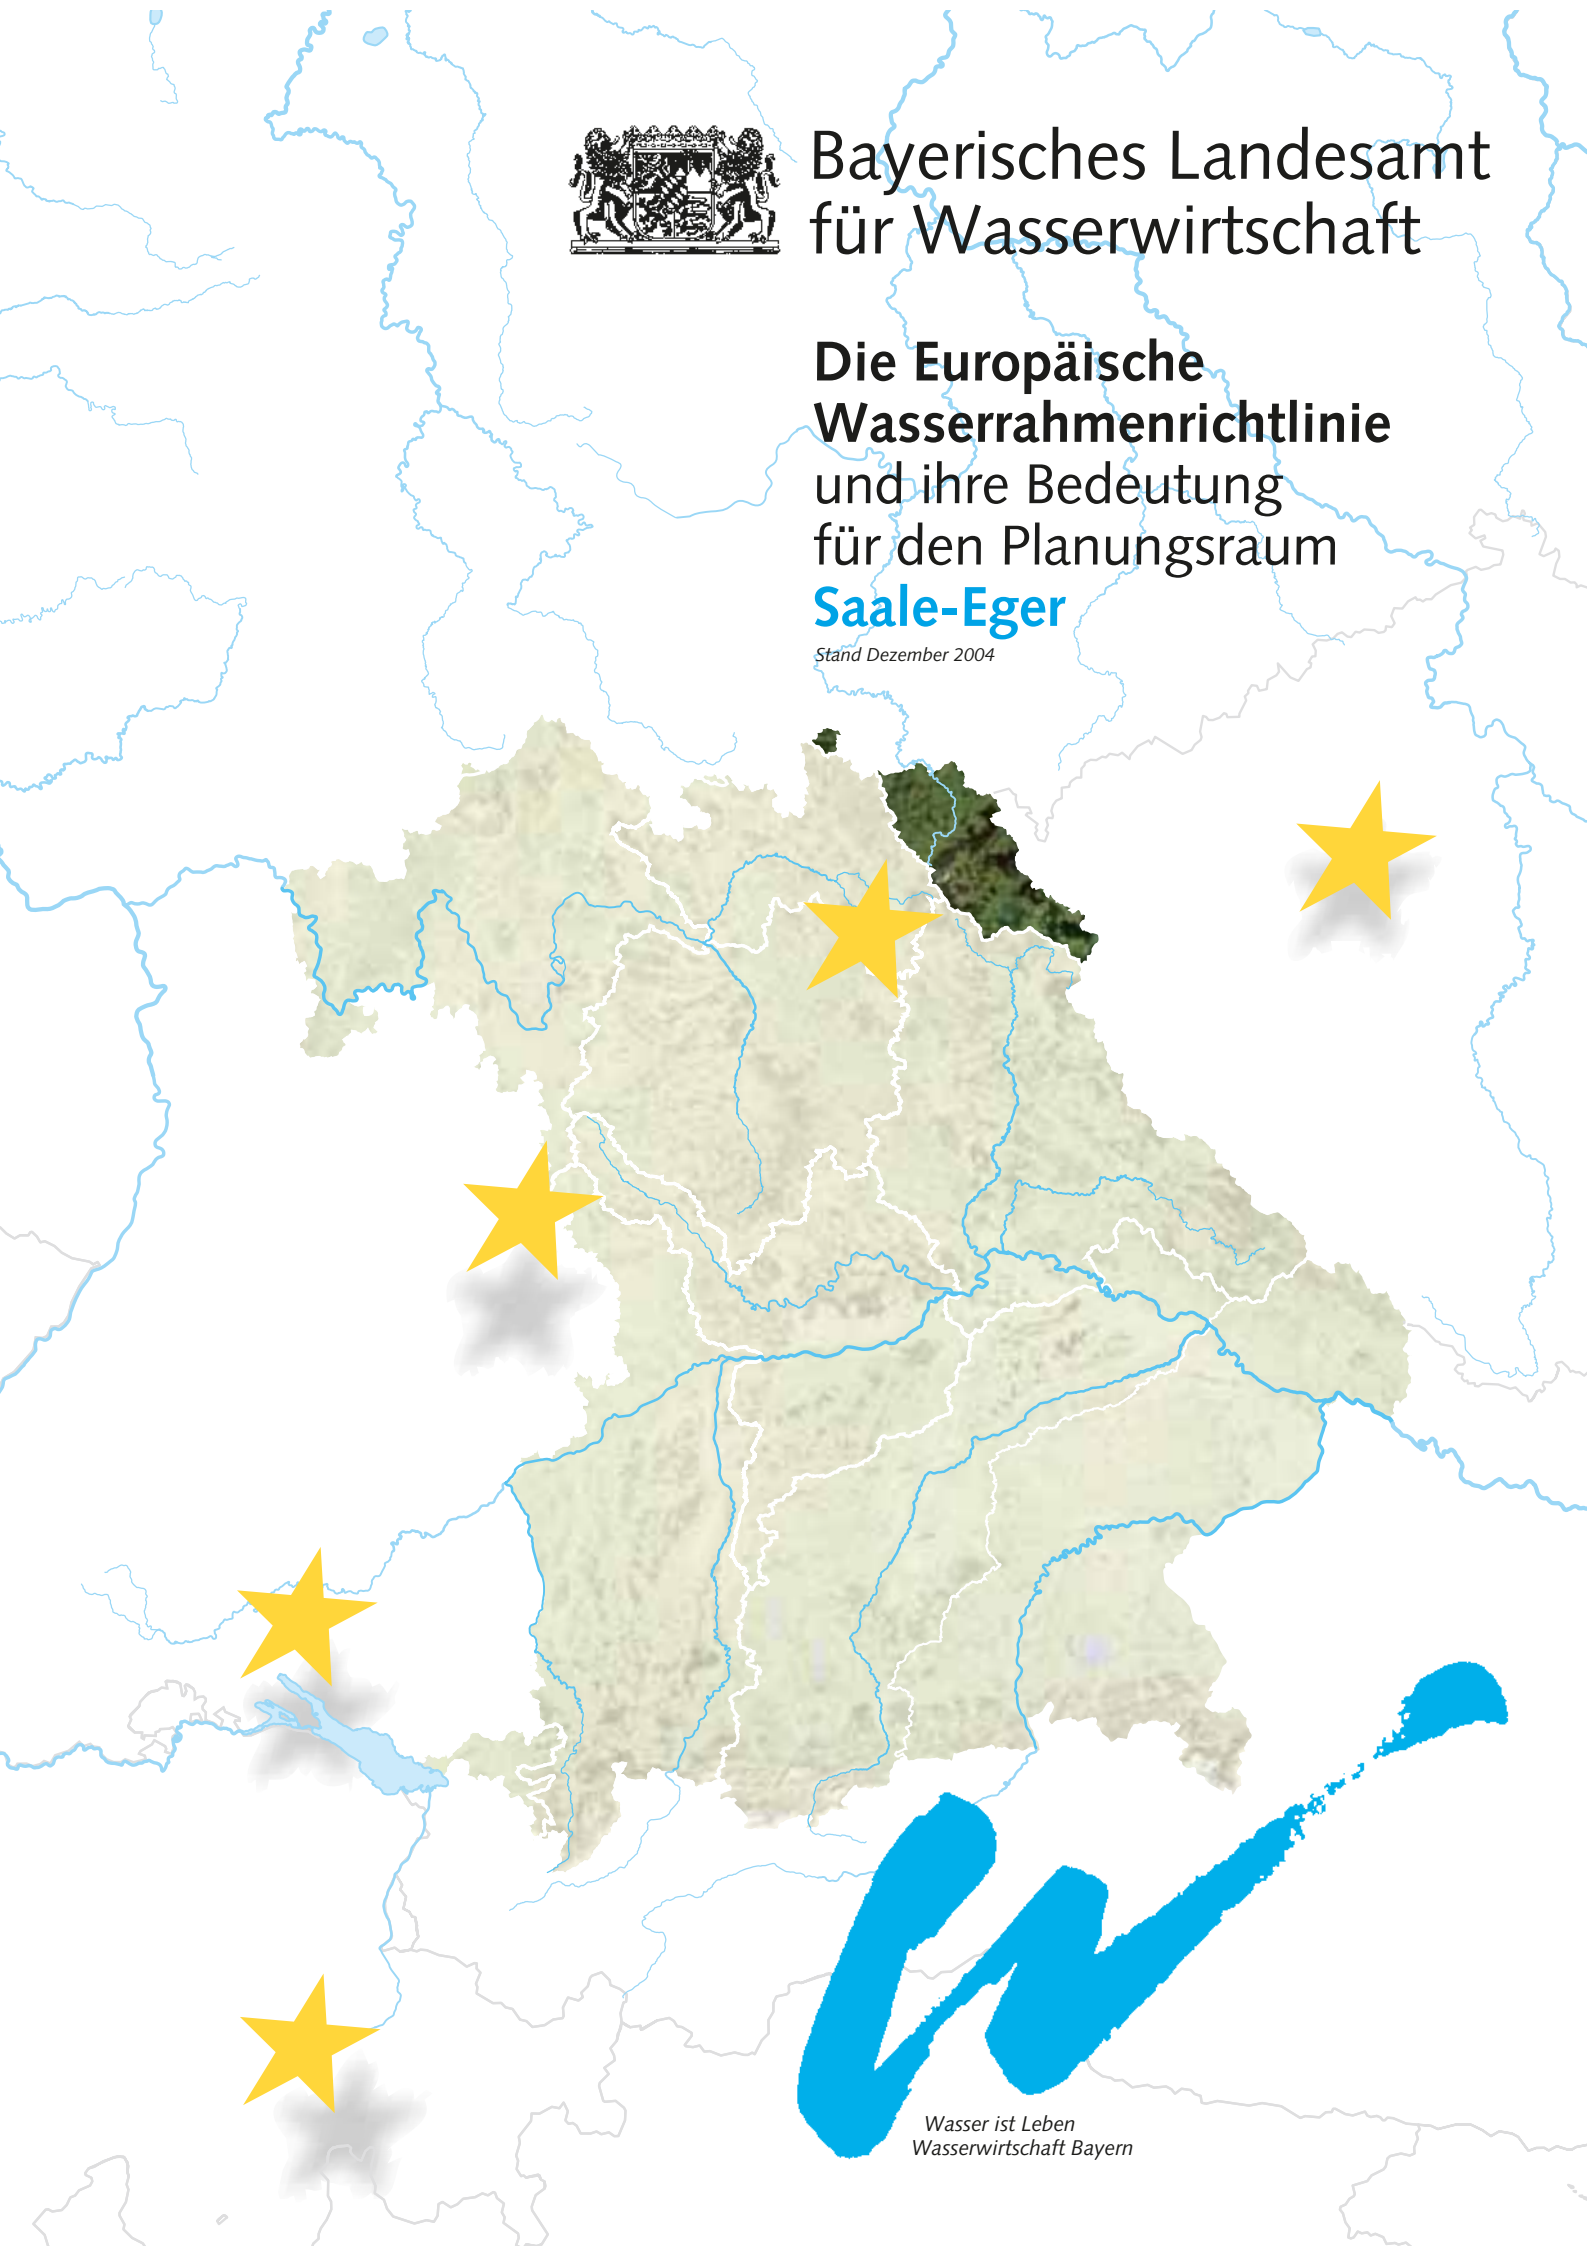 Bayerisches Landesamt
für Wasserwirtschaft
Die Europäische
Wasserrahmenrichtlinie
und ihre Bedeutung
für den Planungsraum
Saale-Eger
Stand Dezember 2004
Wasser ist Leben
Wasserwirtschaft Bayern